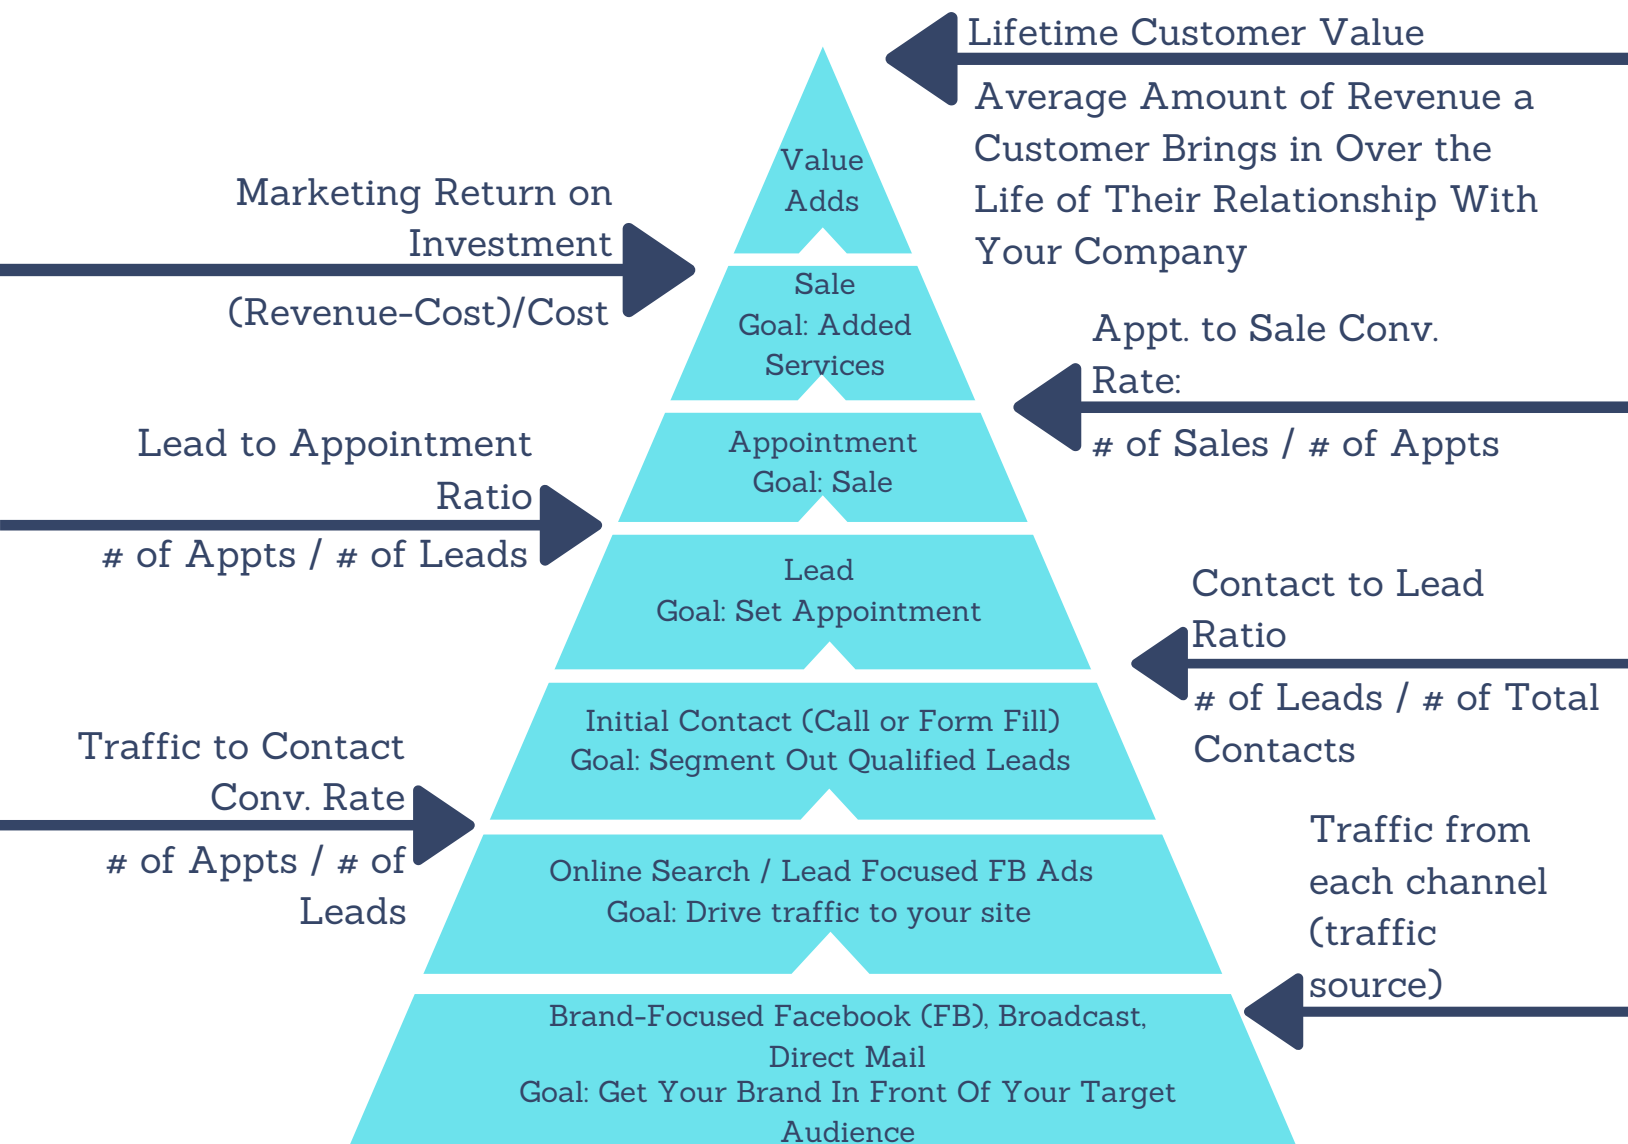 Lifetime Customer Value
Average Amount of Revenue a
Customer Brings in Over the
Life of Their Relationship With
Your Company
Value
Adds
Marketing Return on
Investment
(Revenue-Cost)/Cost
Sale
Goal: Added
Services
Appt. to Sale Conv.
Rate:
# of Sales / # of Appts
Appointment
Goal: Sale
Lead to Appointment
Ratio
# of Appts / # of Leads
Lead
Goal: Set Appointment
Contact to Lead
Ratio
# of Leads / # of Total
Contacts
Initial Contact (Call or Form Fill)
Goal: Segment Out Qualified Leads
Traffic to Contact
Conv. Rate
# of Appts / # of
Leads
Online Search / Lead Focused FB Ads
Goal: Drive traffic to your site
Traffic from
each channel
(traffic
source)
Brand-Focused Facebook (FB), Broadcast,
Direct Mail
Goal: Get Your Brand In Front Of Your Target
Audience